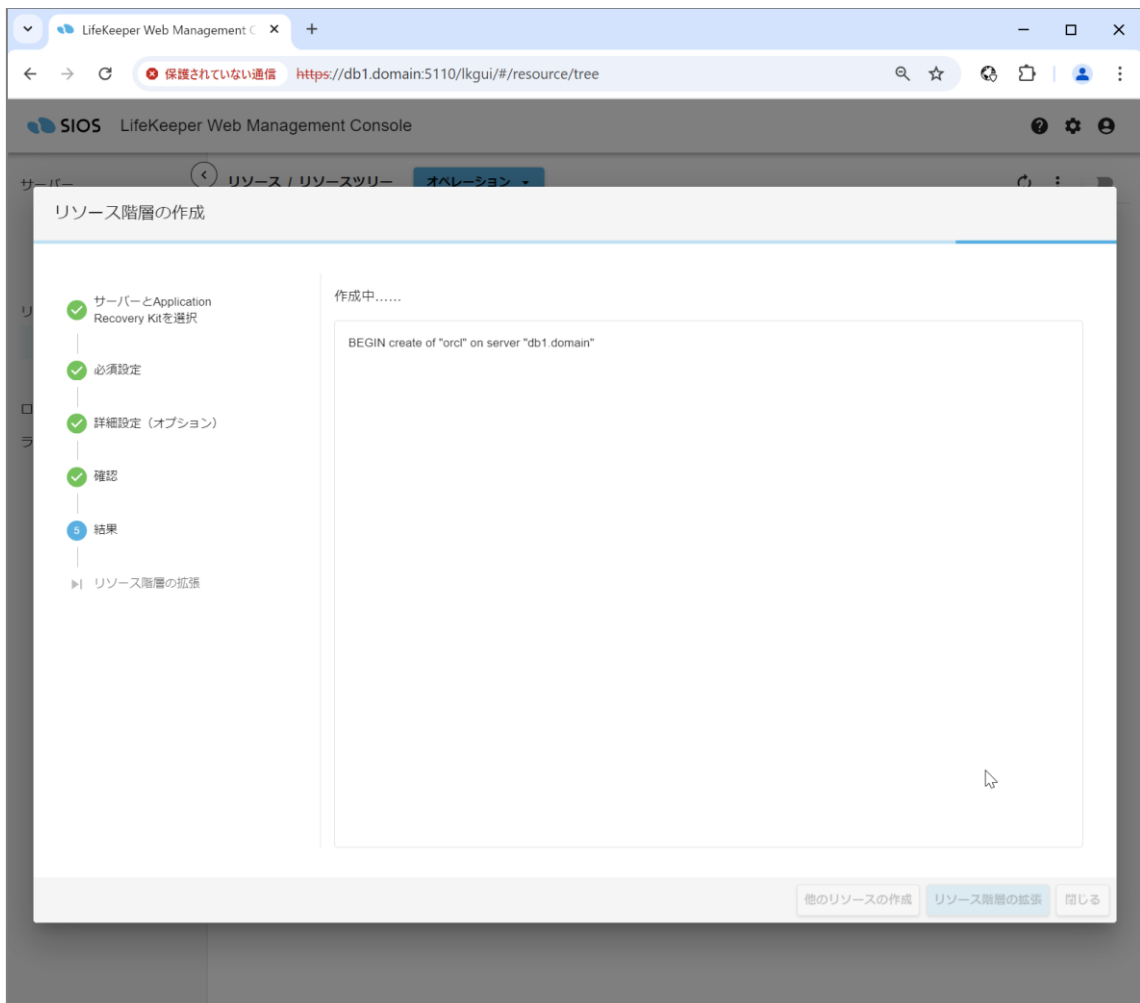 LifeKeeper Web Management C
保護されていない通信 https://db1.domain:5110/lkgui/#/resource/tree
SIOS LifeKeeper Web Management Console
サーバー
リソース / リソースツリー オペレーション
リソース階層の作成
サーバーとApplication
Recovery Kitを選択
必須設定
詳細設定（オプション）
確認
5 結果
リソース階層の拡張
作成中……
BEGIN create of "orcl" on server "db1.domain"
リ
ロ
ラ
他のリソースの作成 リソース階層の拡張 閉じる